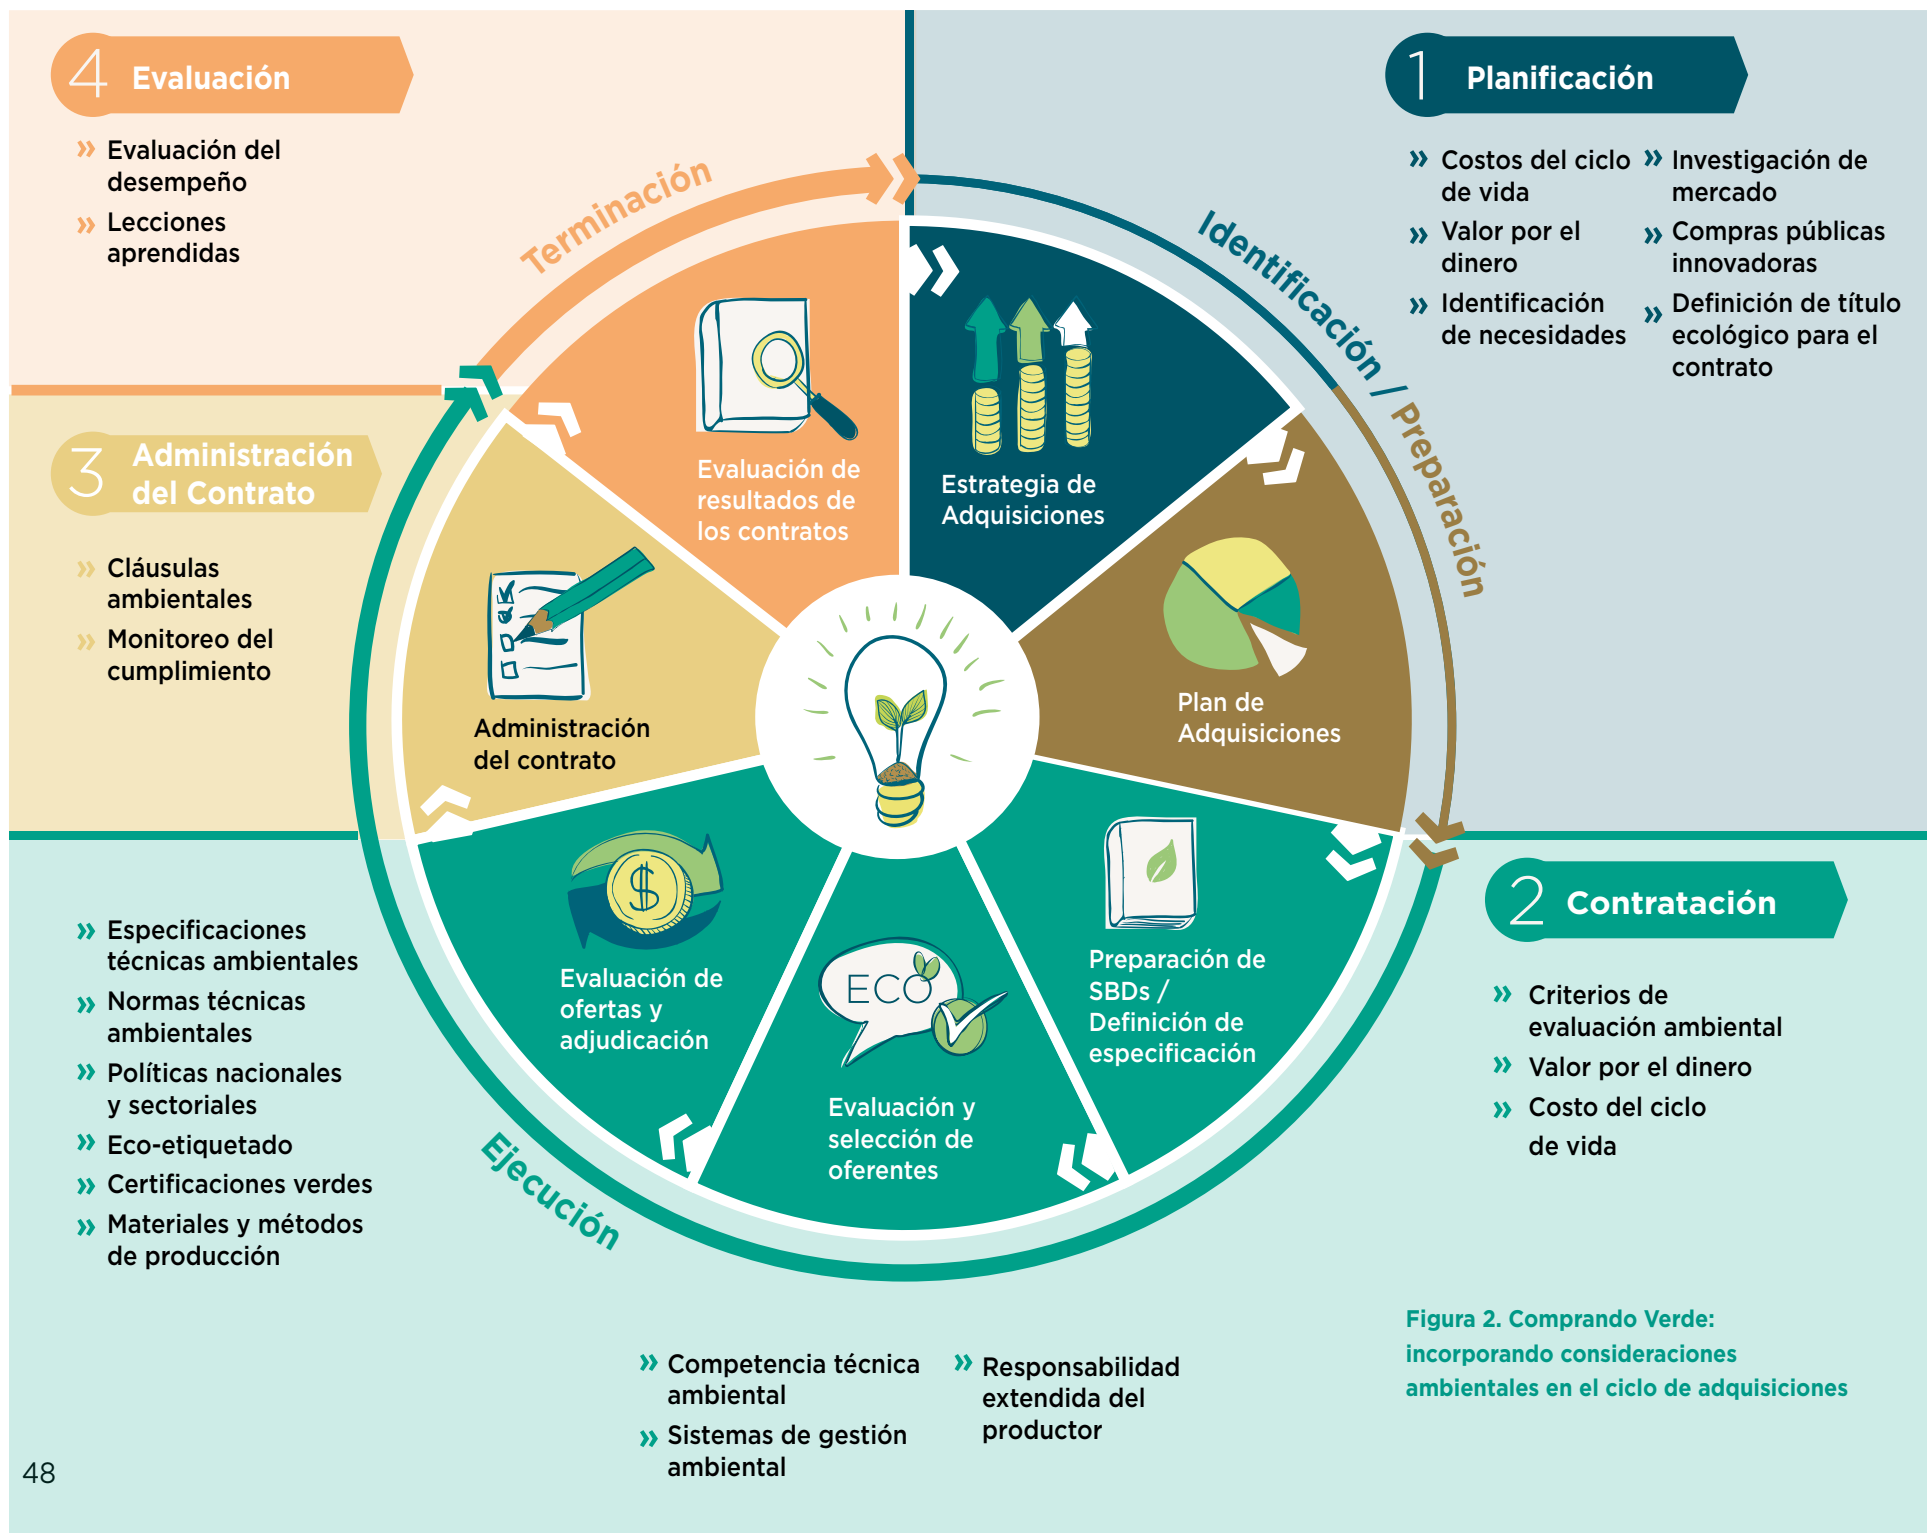 4 Evaluación
» Evaluación del
desempeño
» Lecciones
aprendidas
1 Planificación
» Costos del ciclo
de vida
» Valor por el
dinero
» Identificación
de necesidades
» Investigación de
mercado
» Compras públicas
innovadoras
» Definición de título
ecológico para el
contrato
Terminación
Identificación / Preparación
Evaluación de
resultados de
los contratos
Estrategia de
Adquisiciones
3 Administración
del Contrato
» Cláusulas
ambientales
» Monitoreo del
cumplimiento
Administración
del contrato
Plan de
Adquisiciones
2 Contratación
» Criterios de
evaluación ambiental
» Valor por el dinero
» Costo del ciclo
de vida
$
Evaluación de
ofertas y
adjudicación
ECO
Evaluación y
selección de
oferentes
Preparación de
SBDs /
Definición de
especificación
Ejecución
» Especificaciones
técnicas ambientales
» Normas técnicas
ambientales
» Políticas nacionales
y sectoriales
» Eco-etiquetado
» Certificaciones verdes
» Materiales y métodos
de producción
» Competencia técnica
ambiental
» Sistemas de gestión
ambiental
» Responsabilidad
extendida del
productor
Figura 2. Comprando Verde:
incorporando consideraciones
ambientales en el ciclo de adquisiciones
48